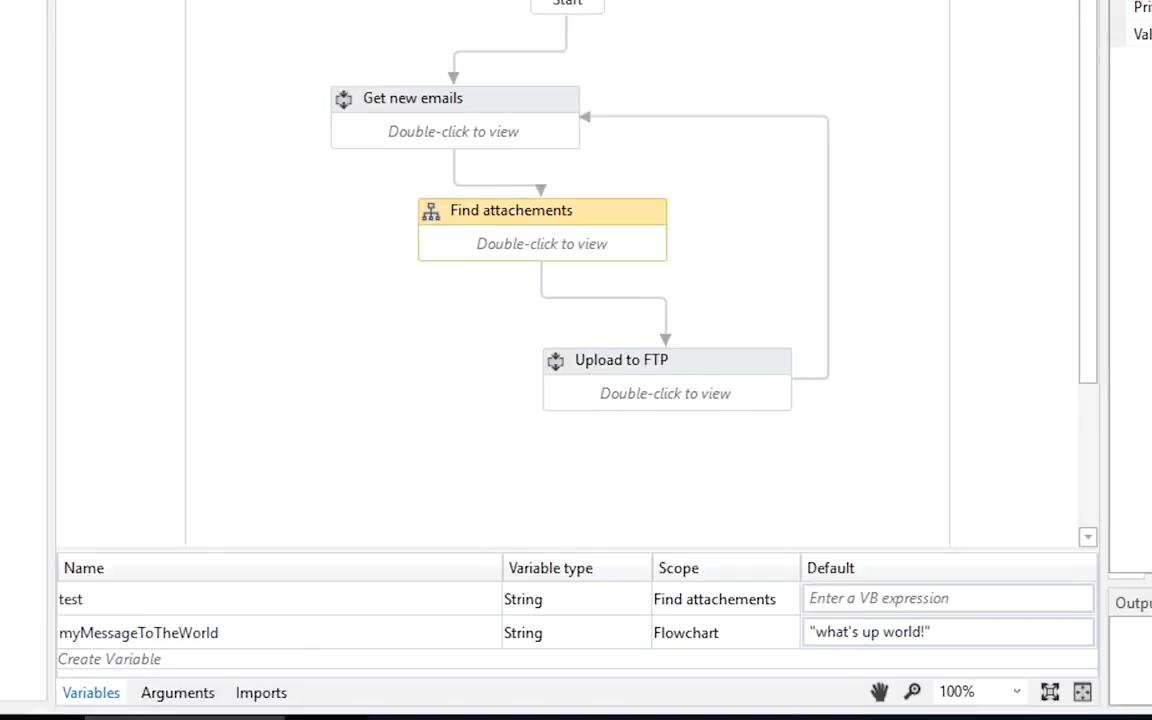 Start
Get new emails
Double-click to view
Find attachements
Double-click to view
Upload to FTP
Double-click to view
Name Variable type Scope Default
test String Find attachements Enter a VB expression
myMessageToTheWorld String Flowchart "what's up world!"
Create Variable
Variables Arguments Imports 100%